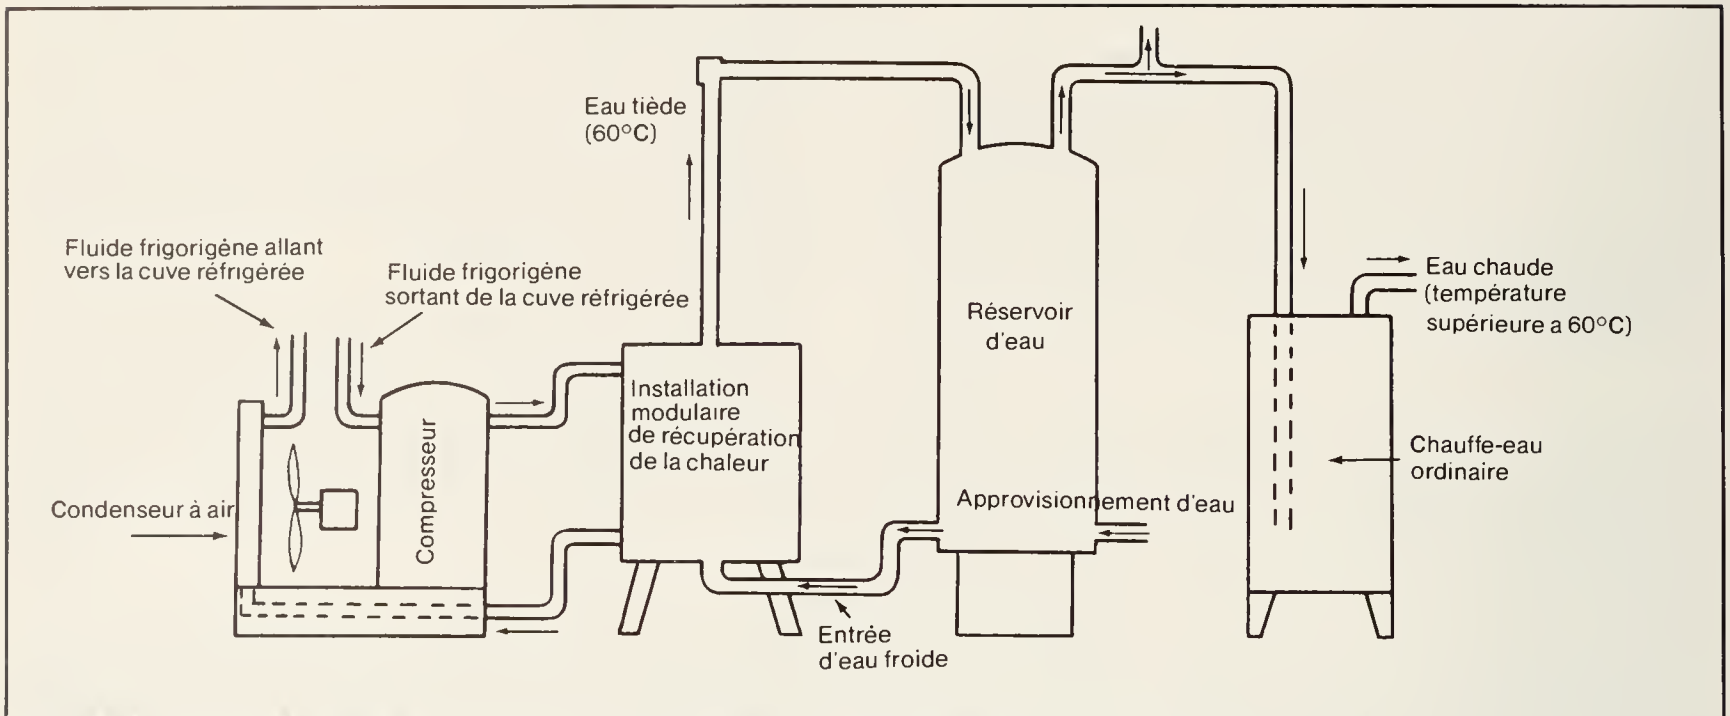 Eau tiède
(60°C)
Fluide frigorigène allant
vers la cuve réfrigérée
Fluide frigorigène
sortant de la cuve réfrigérée
Condenseur à air
Compresseur
Installation
modulaire
de récupération
de la chaleur
Réservoir
d'eau
Approvisionnement d'eau
Entrée
d'eau froide
Eau chaude
(température
supérieure a 60°C)
Chauffe-eau
ordinaire